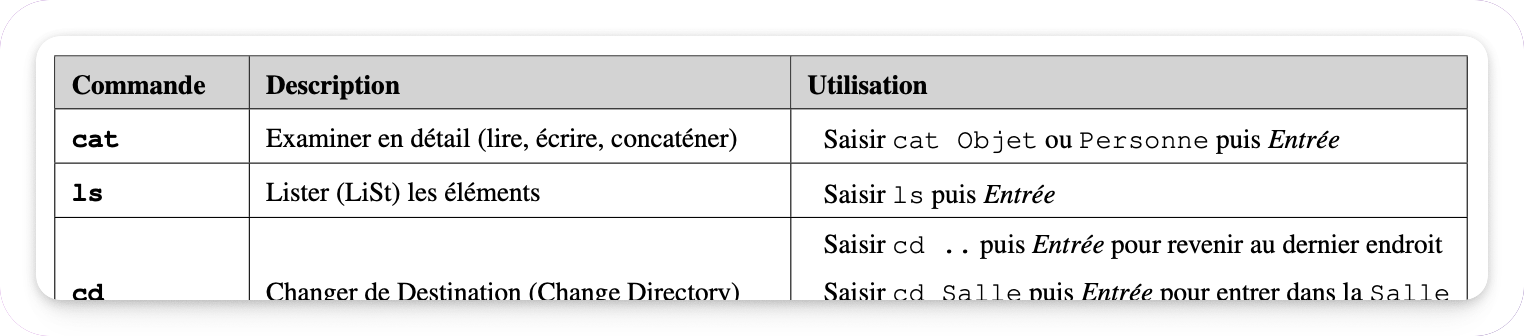 Commande Description Utilisation
cat Examiner en détail (lire, écrire, concaténer) Saisir cat Objet ou Personne puis Entrée
ls Lister (LiSt) les éléments Saisir ls puis Entrée
Saisir cd .. puis Entrée pour revenir au dernier endroit
cd Changer de Destination (Change Directory) Saisir cd Salle puis Entrée pour entrer dans la Salle